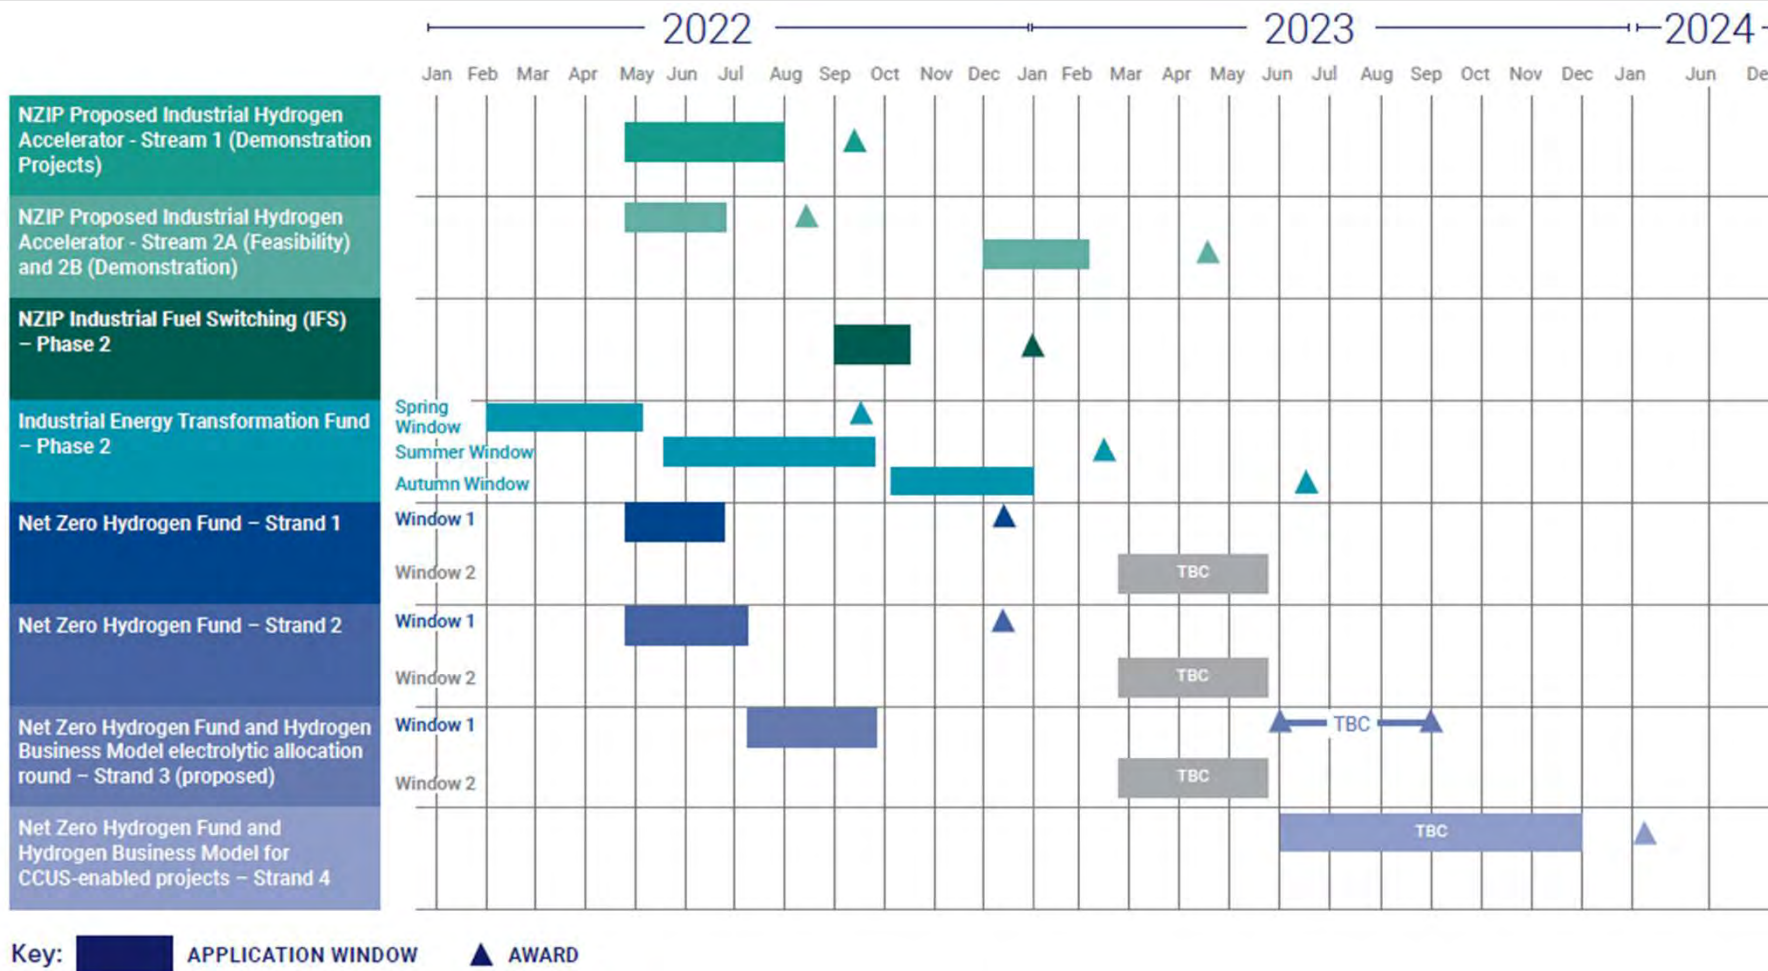 2022 2023 2024
Jan Feb Mar Apr May Jun Jul Aug Sep Oct Nov Dec Jan Feb Mar Apr May Jun Jul Aug Sep Oct Nov Dec Jan Jun De
NZIP Proposed Industrial Hydrogen
Accelerator - Stream 1 (Demonstration
Projects)
NZIP Proposed Industrial Hydrogen
Accelerator - Stream 2A (Feasibility)
and 2B (Demonstration)
NZIP Industrial Fuel Switching (IFS)
– Phase 2
Industrial Energy Transformation Fund
– Phase 2
Spring
Window
Summer Window
Autumn Window
Net Zero Hydrogen Fund – Strand 1
Window 1
Window 2
TBC
Net Zero Hydrogen Fund – Strand 2
Window 1
Window 2
TBC
Net Zero Hydrogen Fund and Hydrogen
Business Model electrolytic allocation
round – Strand 3 (proposed)
Window 1
TBC
Window 2
TBC
Net Zero Hydrogen Fund and
Hydrogen Business Model for
CCUS-enabled projects – Strand 4
TBC
Key: APPLICATION WINDOW AWARD